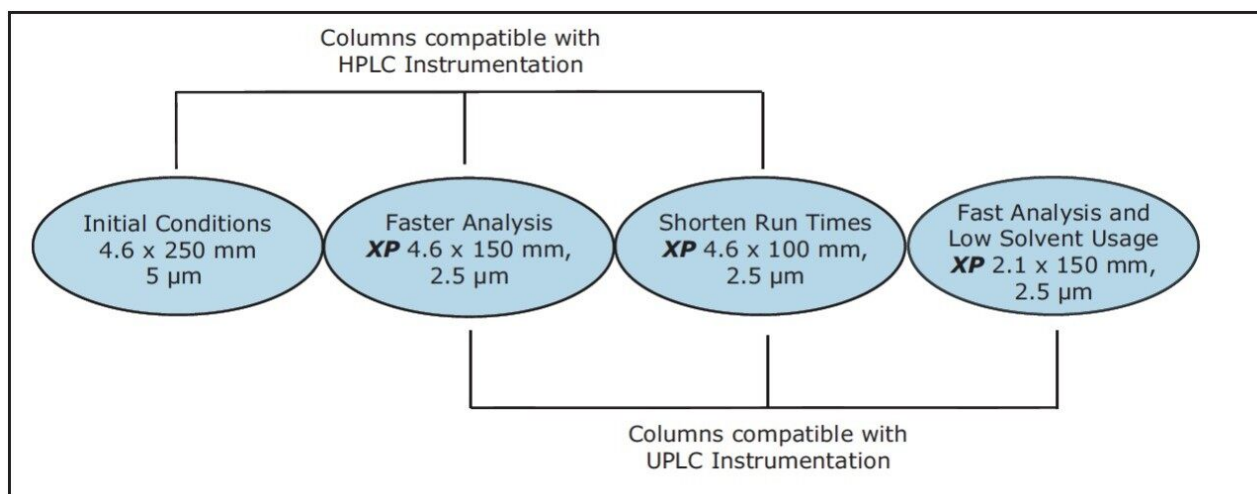 Columns compatible with
HPLC Instrumentation
Initial Conditions
4.6 x 250 mm
5 µm
Faster Analysis
XP 4.6 x 150 mm,
2.5 µm
Shorten Run Times
XP 4.6 x 100 mm,
2.5 µm
Fast Analysis and
Low Solvent Usage
XP 2.1 x 150 mm,
2.5 µm
Columns compatible with
UPLC Instrumentation